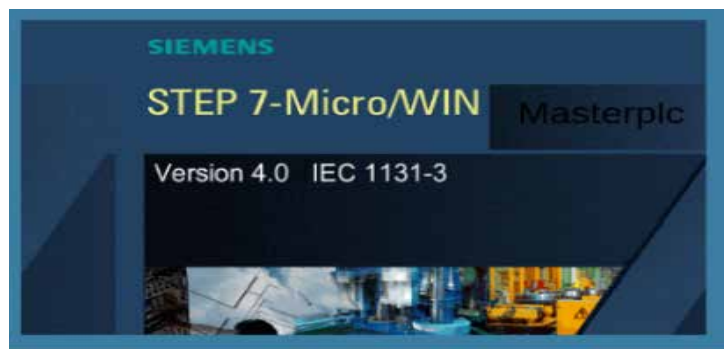 SIEMENS
STEP 7-Micro/WIN
Masterplc
Version 4.0 IEC 1131-3